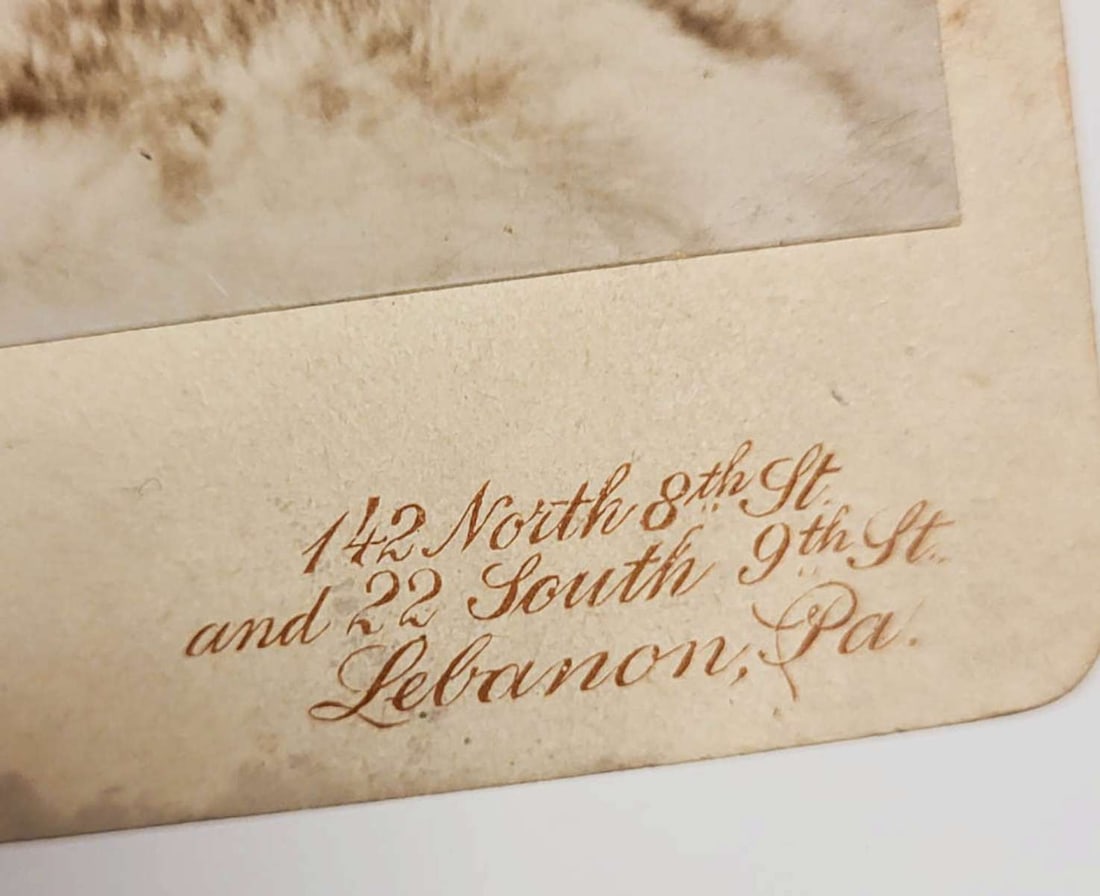 142 North 8th St.
and 22 South 9th St.
Lebanon, Pa.